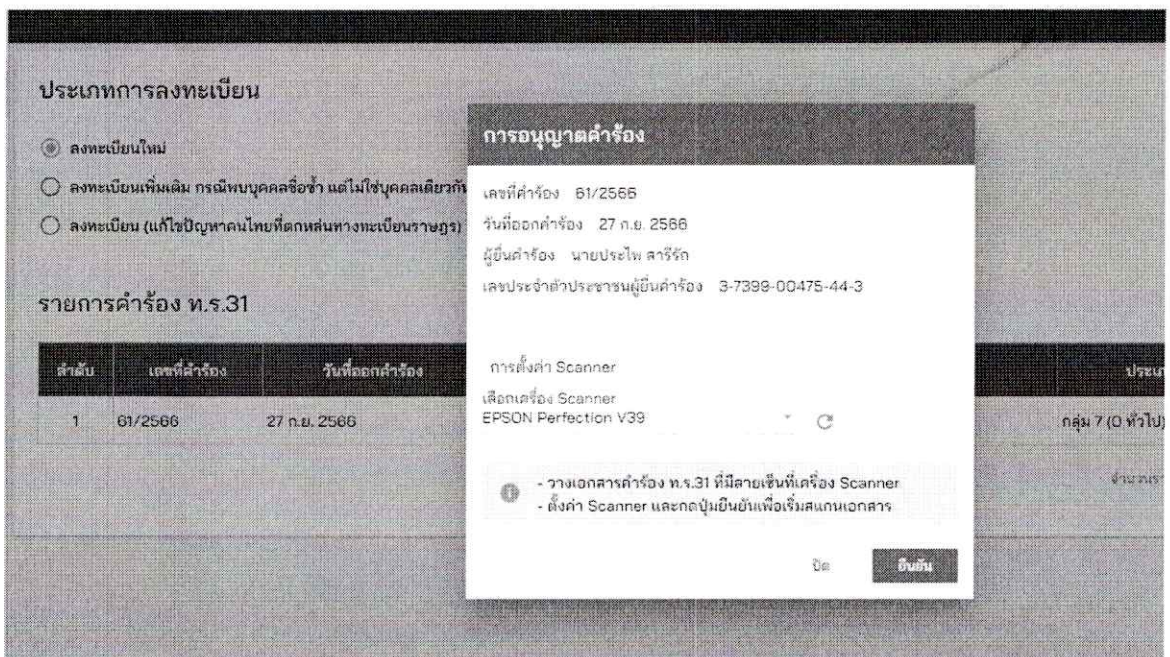 ประเภทการลงทะเบียน
ลงทะเบียนใหม่
ลงทะเบียนเพิ่มเติม กรณีพบบุคคลชื่อซ้ำ แต่ไม่ใช่บุคคลเดียวกัน
ลงทะเบียน (แก้ไขปัญหาคนไทยที่ตกหล่นทางทะเบียนราษฎร)
รายการคำร้อง ท.ร.31
ลำดับ เลขที่คำร้อง วันที่ออกคำร้อง
1 61/2566 27 ก.ย. 2566
การอนุญาตคำร้อง
เลขที่คำร้อง 61/2566
วันที่ออกคำร้อง 27 ก.ย. 2566
ผู้ยื่นคำร้อง นายประไพ สารีรัก
เลขประจำตัวประชาชนผู้ยื่นคำร้อง 3-7399-00475-44-3
การตั้งค่า Scanner
เลือกเครื่อง Scanner
EPSON Perfection V39
- วางเอกสารคำร้อง ท.ร.31 ที่มีลายเซ็นที่เครื่อง Scanner
- ตั้งค่า Scanner และกดปุ่มยืนยันเพื่อเริ่มสแกนเอกสาร
ปิด ยืนยัน
กลุ่ม 7 (0 ทั่วไป)